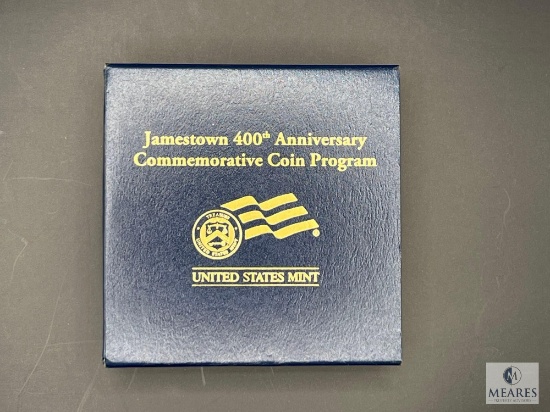 Jamestown 400th Anniversary
Commemorative Coin Program
UNITED STATES MINT
M
MEARES